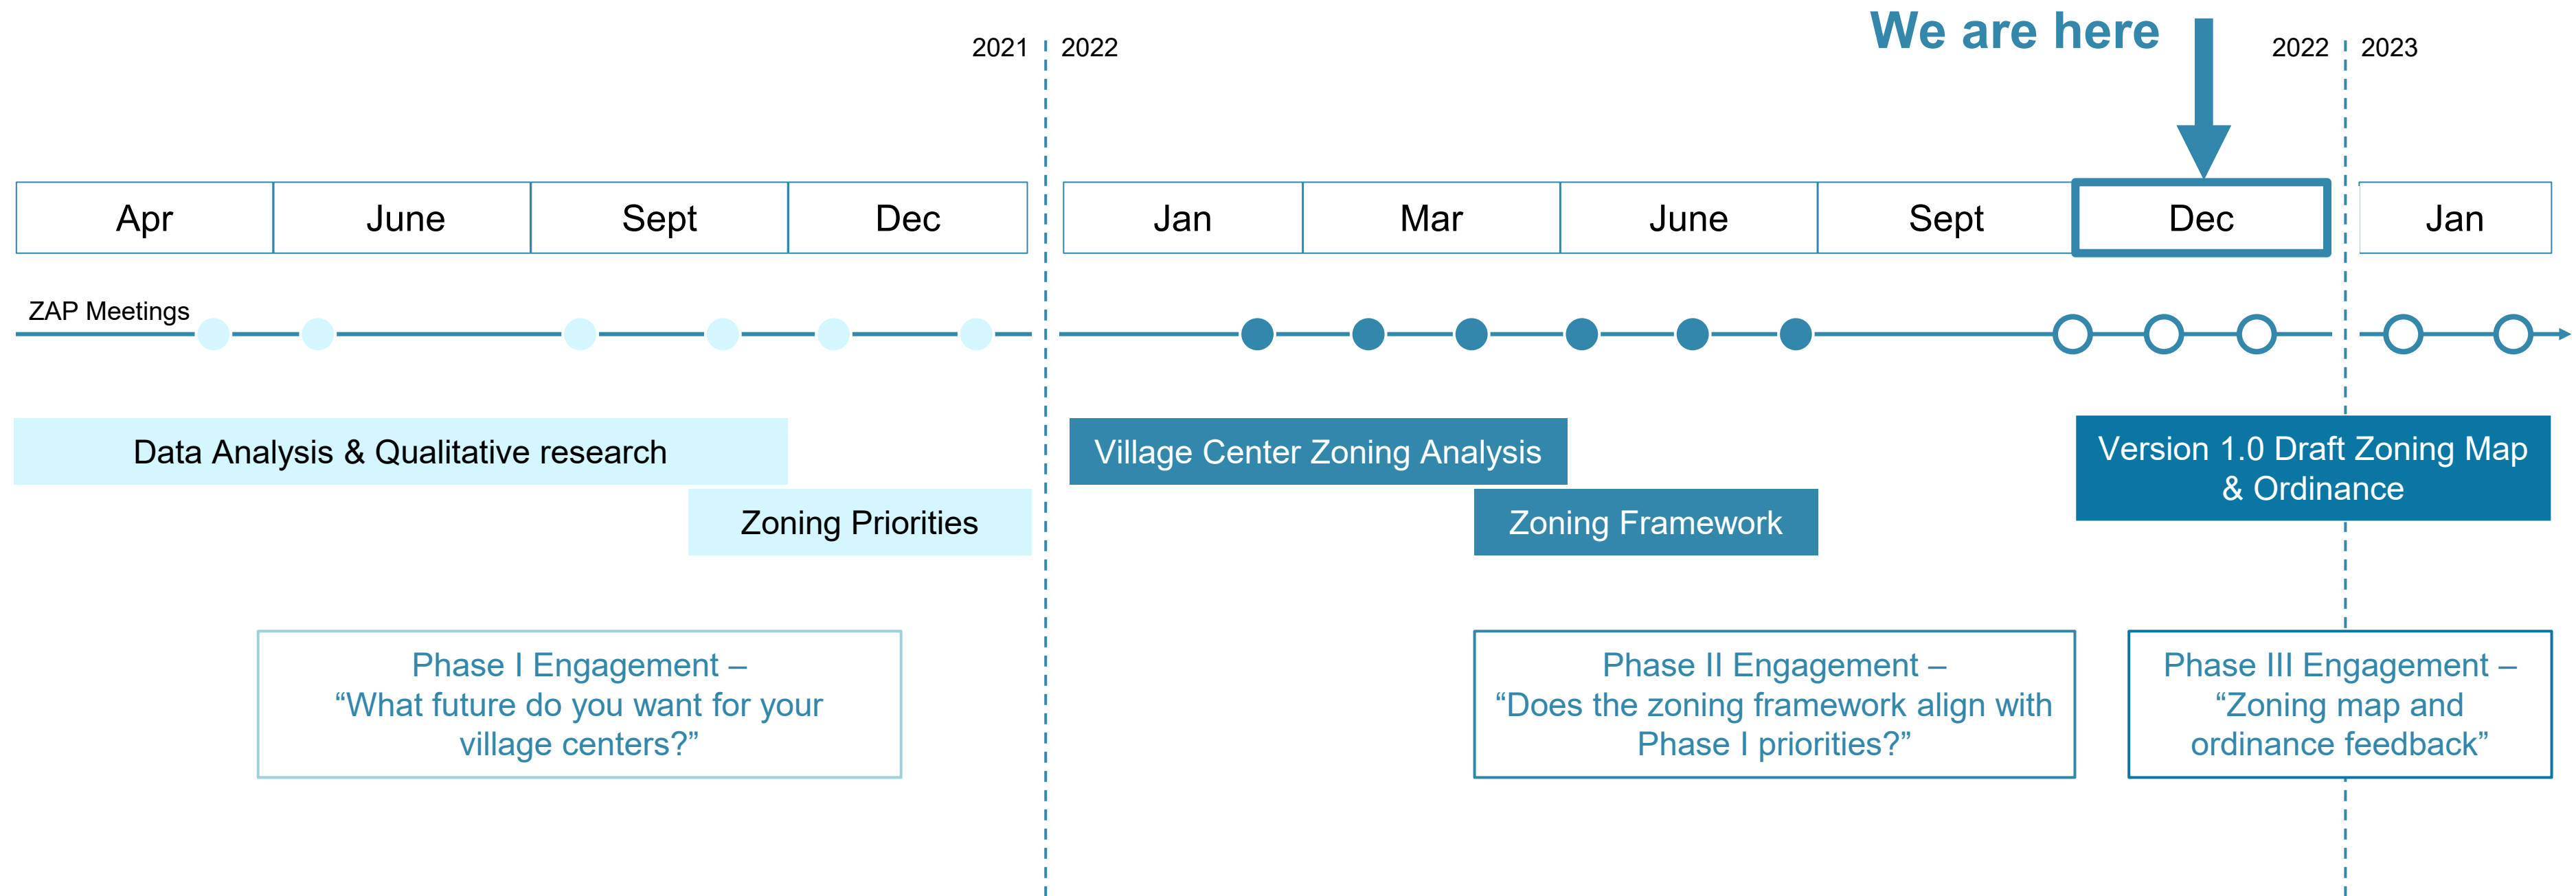 We are here
2021
2022
2022
2023
Apr
June
Sept
Dec
Jan
Mar
June
Sept
Dec
Jan
ZAP Meetings
Data Analysis & Qualitative research
Zoning Priorities
Village Center Zoning Analysis
Zoning Framework
Version 1.0 Draft Zoning Map
& Ordinance
Phase I Engagement –
“What future do you want for your
village centers?”
Phase II Engagement –
“Does the zoning framework align with
Phase I priorities?”
Phase III Engagement –
“Zoning map and
ordinance feedback”